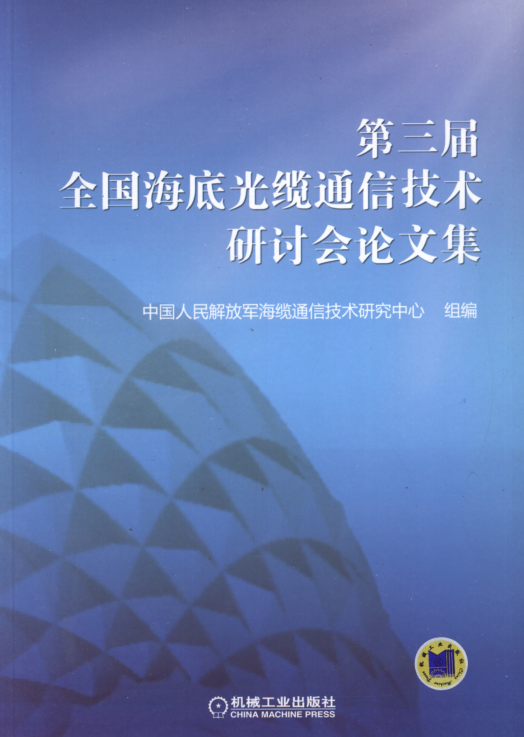 第三届
全国海底光缆通信技术
研讨会论文集
中国人民解放军海缆通信技术研究中心 组编
机械工业出版社
CHINA MACHINE PRESS